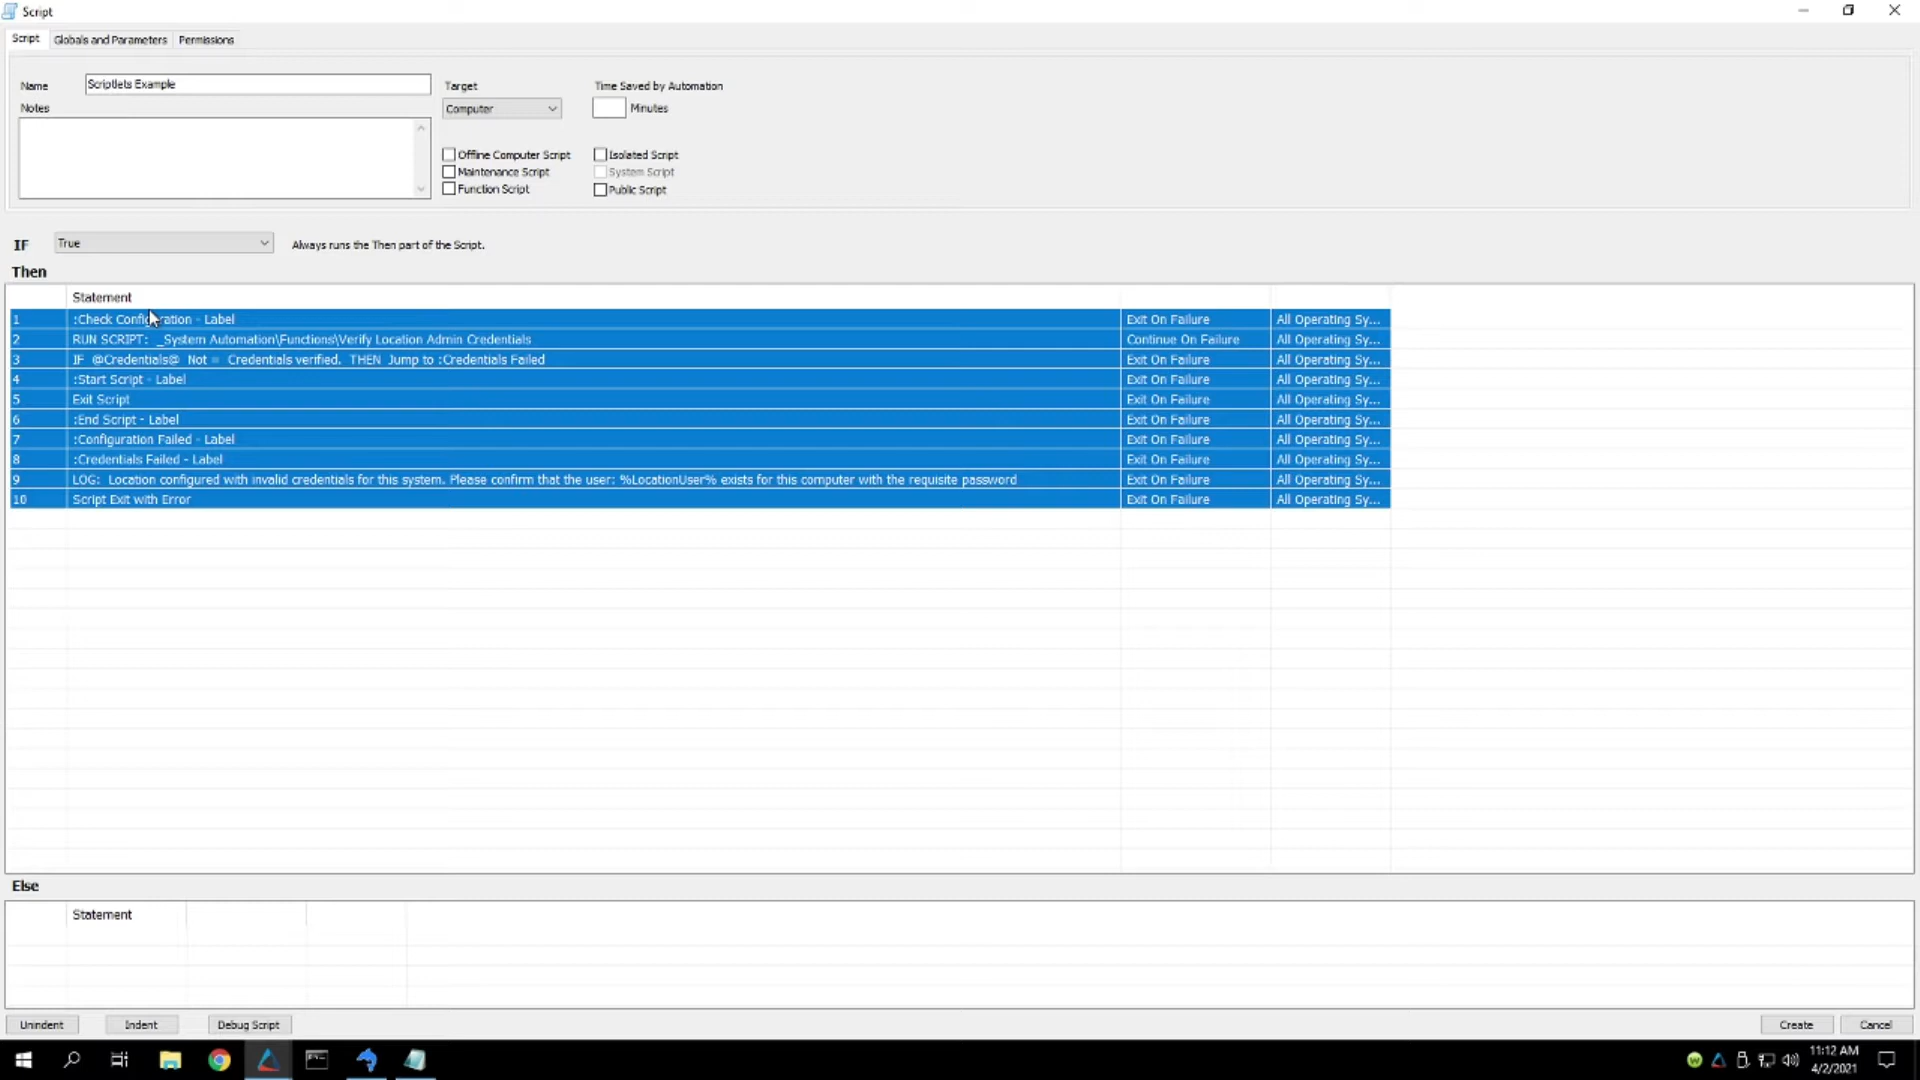 Script
Script Globals and Parameters Permissions
Name Scriptlets Example Target Time Saved by Automation
Notes Computer Minutes
Offline Computer Script Isolated Script
Maintenance Script System Script
Function Script Public Script
IF True Always runs the Then part of the Script.
Then
Statement
1 :Check Configuration - Label Exit On Failure All Operating Sy...
2 RUN SCRIPT: _System Automation\Functions\Verify Location Admin Credentials Continue On Failure All Operating Sy...
3 IF @Credentials@ Not = Credentials verified. THEN Jump to :Credentials Failed Exit On Failure All Operating Sy...
4 :Start Script - Label Exit On Failure All Operating Sy...
5 Exit Script Exit On Failure All Operating Sy...
6 :End Script - Label Exit On Failure All Operating Sy...
7 :Configuration Failed - Label Exit On Failure All Operating Sy...
8 :Credentials Failed - Label Exit On Failure All Operating Sy...
9 LOG: Location configured with invalid credentials for this system. Please confirm that the user: %LocationUser% exists for this computer with the requisite password Exit On Failure All Operating Sy...
10 Script Exit with Error Exit On Failure All Operating Sy...
Else
Statement
Unindent Indent Debug Script Create Cancel
11:12 AM
4/2/2021